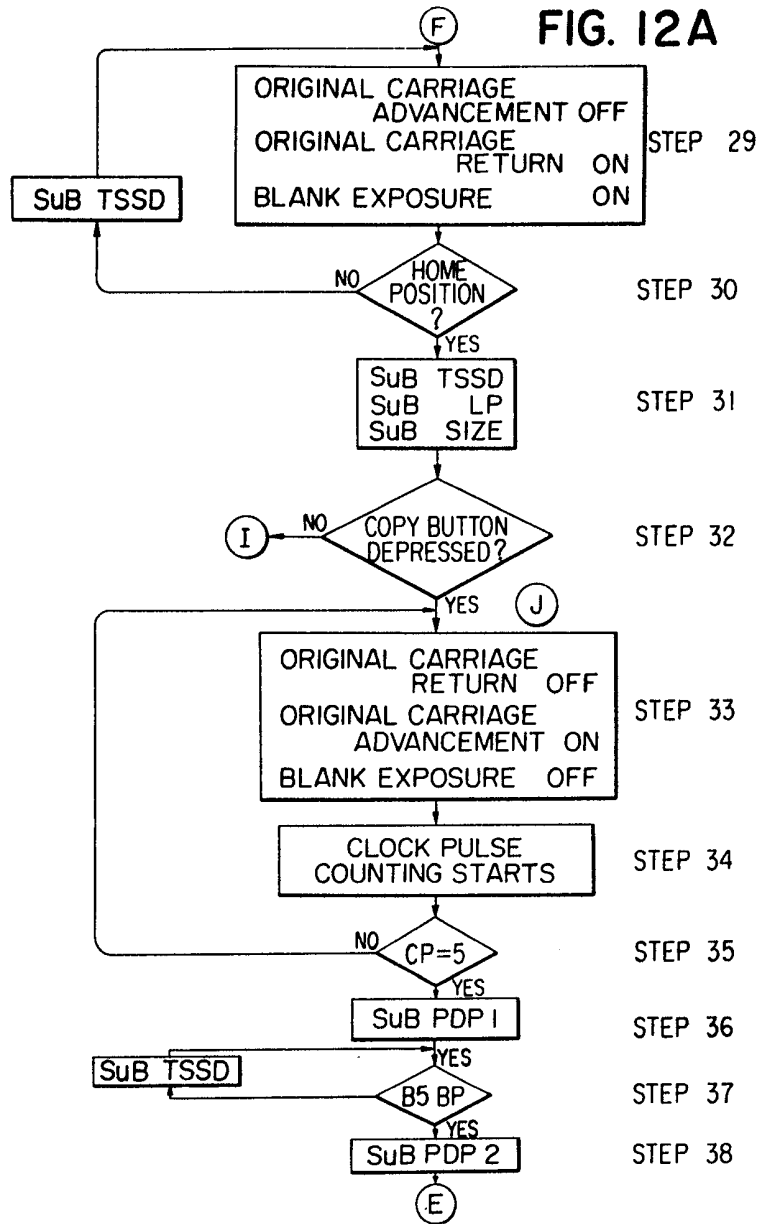 FIG. 12A
F
ORIGINAL CARRIAGE
ADVANCEMENT OFF
ORIGINAL CARRIAGE
RETURN ON
BLANK EXPOSURE ON
STEP 29
SuB TSSD
NO
HOME
POSITION
?
STEP 30
YES
SuB TSSD
SuB LP
SuB SIZE
STEP 31
I
NO
COPY BUTTON
DEPRESSED?
STEP 32
YES
J
ORIGINAL CARRIAGE
RETURN OFF
ORIGINAL CARRIAGE
ADVANCEMENT ON
BLANK EXPOSURE OFF
STEP 33
CLOCK PULSE
COUNTING STARTS
STEP 34
NO
CP=5
STEP 35
YES
SuB PDP 1
STEP 36
YES
SuB TSSD
B5 BP
STEP 37
YES
SuB PDP 2
STEP 38
E